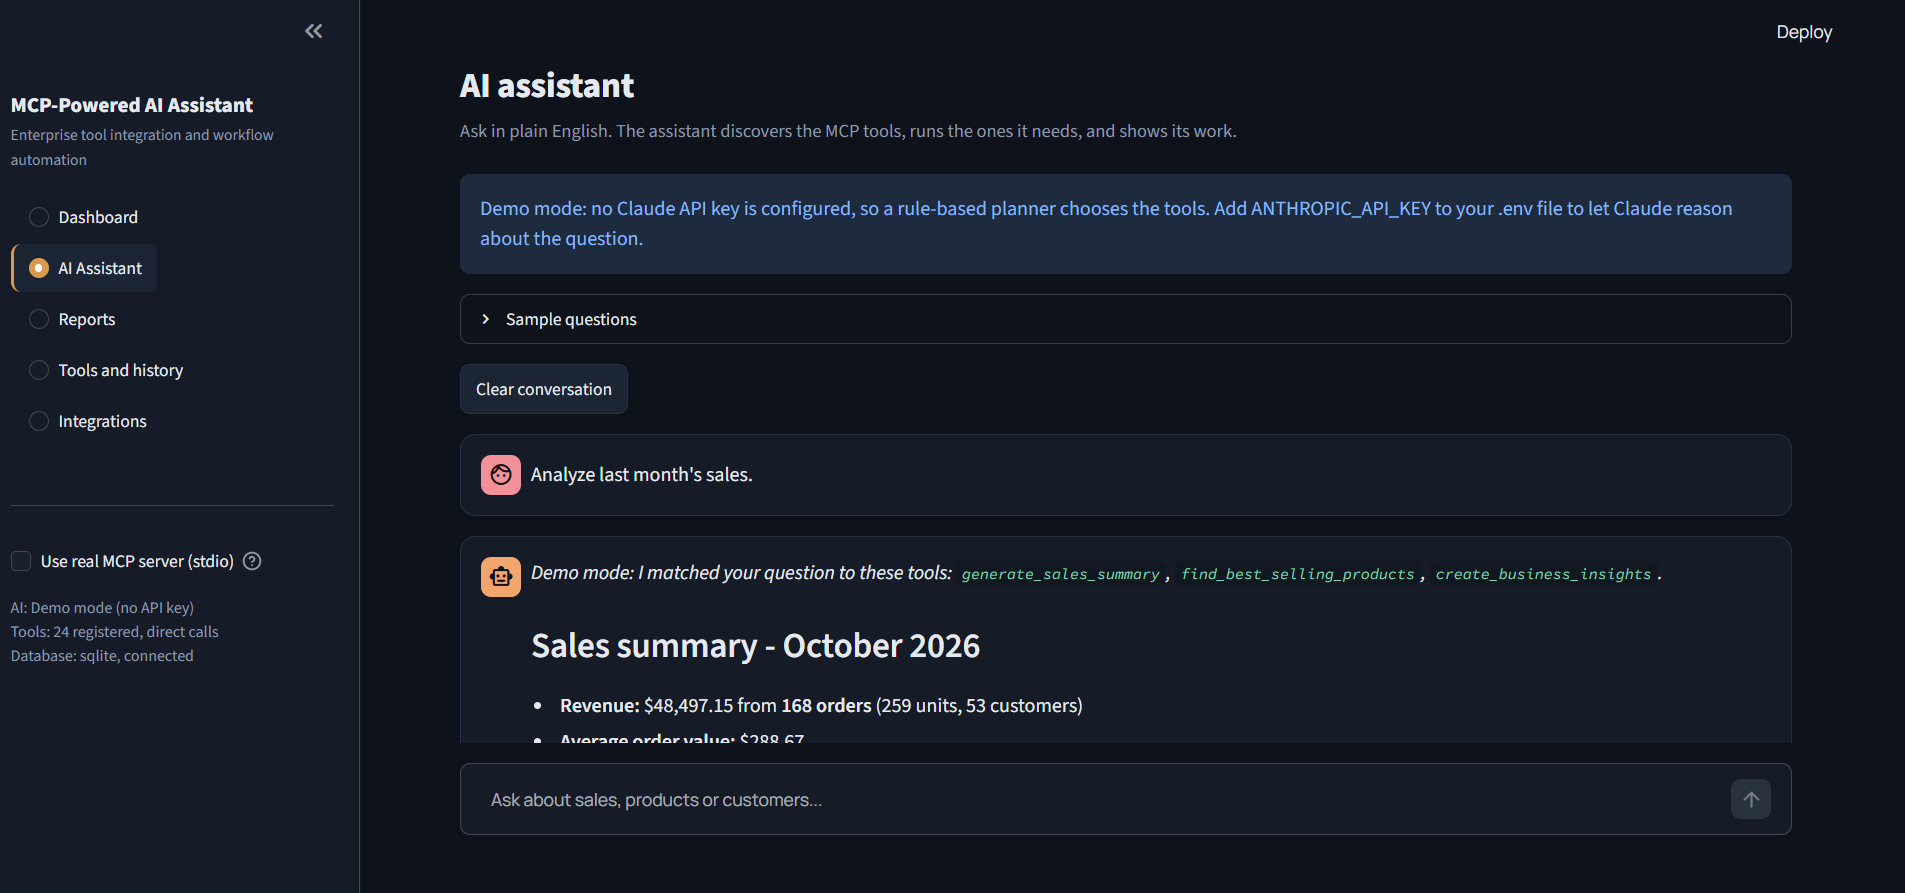 Deploy
MCP-Powered AI Assistant
Enterprise tool integration and workflow
automation
Dashboard
AI Assistant
Reports
Tools and history
Integrations
Use real MCP server (stdio)
AI: Demo mode (no API key)
Tools: 24 registered, direct calls
Database: sqlite, connected
AI assistant
Ask in plain English. The assistant discovers the MCP tools, runs the ones it needs, and shows its work.
Demo mode: no Claude API key is configured, so a rule-based planner chooses the tools. Add ANTHROPIC_API_KEY to your .env file to let Claude reason
about the question.
Sample questions
Clear conversation
Analyze last month's sales.
Demo mode: I matched your question to these tools: generate_sales_summary, find_best_selling_products, create_business_insights.
Sales summary - October 2026
• Revenue: $48,497.15 from 168 orders (259 units, 53 customers)
• Average order value: $288.67
Ask about sales, products or customers...